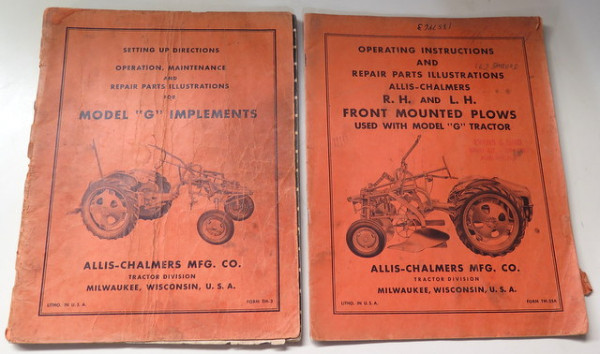 SETTING UP DIRECTIONS
OPERATION, MAINTENANCE
AND
REPAIR PARTS ILLUSTRATIONS
FOR
MODEL "G" IMPLEMENTS
ALLIS-CHALMERS MFG. CO.
TRACTOR DIVISION
MILWAUKEE, WISCONSIN, U. S. A.
LITHO. IN U.S.A.
OPERATING INSTRUCTIONS
AND
REPAIR PARTS ILLUSTRATIONS
ALLIS-CHALMERS
R. H. AND L. H.
FRONT MOUNTED PLOWS
USED WITH MODEL "G" TRACTOR
ALLIS-CHALMERS MFG. CO.
TRACTOR DIVISION
MILWAUKEE, WISCONSIN, U. S. A.
LITHO. IN U.S.A.